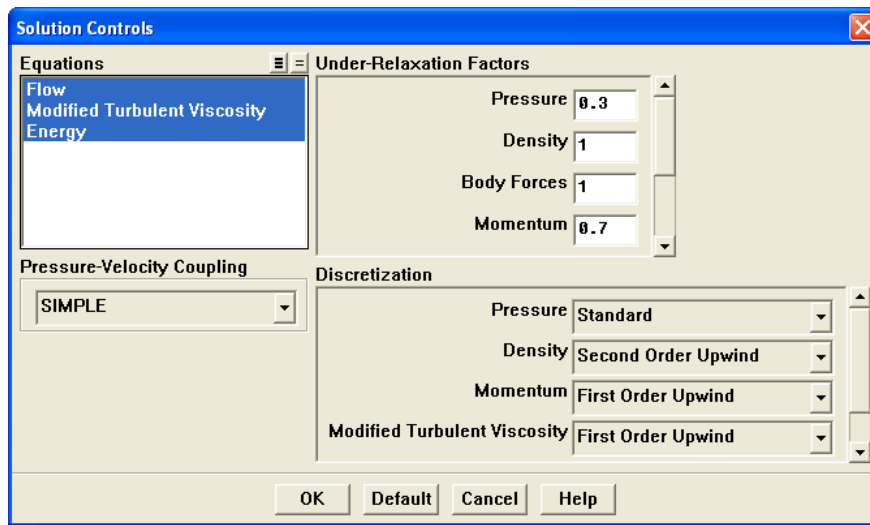 Solution Controls
Equations
Flow
Modified Turbulent Viscosity
Energy
Pressure-Velocity Coupling
SIMPLE
Under-Relaxation Factors
Pressure 0.3
Density 1
Body Forces 1
Momentum 0.7
Discretization
Pressure Standard
Density Second Order Upwind
Momentum First Order Upwind
Modified Turbulent Viscosity First Order Upwind
OK Default Cancel Help